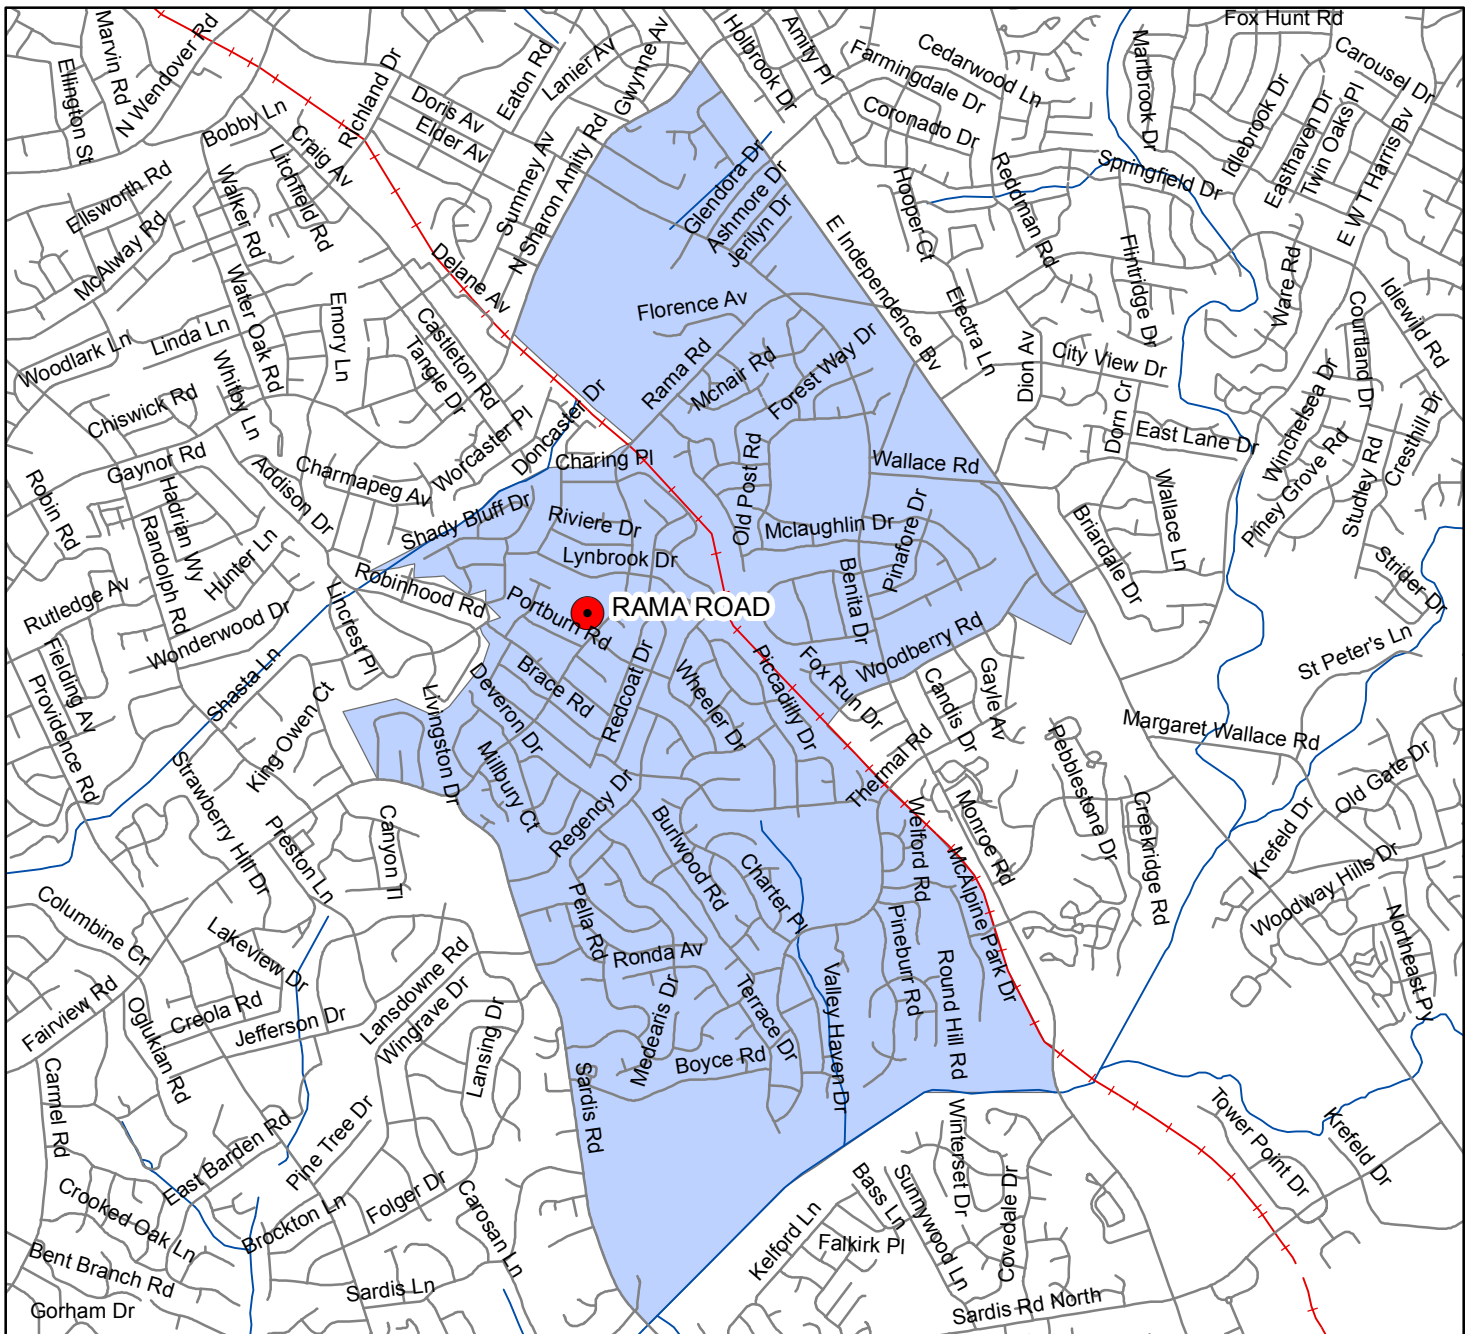 Fox Hunt Rd
Marvin Rd
N Wendover Rd
Ellington St
Richland Dr
Eaton Rd
Lanier Av
Gwynne Av
Holbrook Dr
Amity Pl
Farmingdale Dr
Cedarwood Ln
Marlbrook Dr
Carousel Dr
Idlebrook Dr
Easthaven Dr
Twin Oaks Pl
E W T Harris Bv
Doris Av
Elder Av
Bobby Ln
Craig Av
Litchfield Rd
Coronado Dr
Reddman Rd
Springfield Dr
Ellsworth Rd
McAlway Rd
Walker Rd
Summey Av
N Sharon Amity Rd
Glendora Dr
Ashmore Dr
Jerilyn Dr
Hooper Ct
E Independence Bv
Flintridge Dr
Ware Rd
Idlewild Rd
Delane Av
Water Oak Rd
Emory Ln
Castleton Rd
Tangle Dr
Florence Av
Electra Ln
Dion Av
City View Dr
Courtland Dr
Woodlark Ln
Linda Ln
Whitby Ln
Chiswick Rd
Rama Rd
Mcnair Rd
Forest Way Dr
Dorn Cr
East Lane Dr
Winchelsea Dr
Piney Grove Rd
Studley Rd
Cresthill Dr
Worcaster Pl
Doncaster Dr
Charing Pl
Old Post Rd
Wallace Rd
Wallace Ln
Gaynor Rd
Addison Dr
Charmapeg Av
Robin Rd
Hadrian Wy
Randolph Rd
Hunter Ln
Shady Bluff Dr
Riviere Dr
Lynbrook Dr
Mclaughlin Dr
Pinafore Dr
Benita Dr
Briardale Dr
Strider Dr
Rutledge Av
Robinhood Rd
Lincrest Pl
Portburn Rd
RAMA ROAD
Woodberry Rd
St Peter's Ln
Wonderwood Dr
Fielding Av
Providence Rd
Shasta Ln
King Owen Ct
Livingston Dr
Deveron Dr
Brace Rd
Redcoat Dr
Wheeler Dr
Piccadilly Dr
Fox Run Dr
Candis Dr
Gayle Av
Margaret Wallace Rd
Millbury Ct
Regency Dr
Thermal Rd
Pebblestone Dr
Old Gate Dr
Strawberry Hill Dr
Preston Ln
Canyon Tl
Burlwood Rd
Charter Pl
Welford Rd
Monroe Rd
McAlpine Park Dr
Creekridge Rd
Krefeld Dr
Woodway Hills Dr
Northeast Py
Columbine Cr
Lakeview Dr
Pella Rd
Ronda Av
Pineburr Rd
Round Hill Rd
Fairview Rd
Oglukian Rd
Creola Rd
Jefferson Dr
Lansdowne Rd
Wingrave Dr
Lansing Dr
Medearis Dr
Terrace Dr
Valley Haven Dr
Boyce Rd
Carmel Rd
Sardis Rd
East Barden Rd
Pine Tree Dr
Tower Point Dr
Krefeld Dr
Crooked Oak Ln
Brockton Ln
Folger Dr
Carosan Ln
Bass Ln
Sunnywood Ln
Winterset Dr
Covedale Dr
Kelford Ln
Falkirk Pl
Bent Branch Rd
Gorham Dr
Sardis Ln
Sardis Rd North